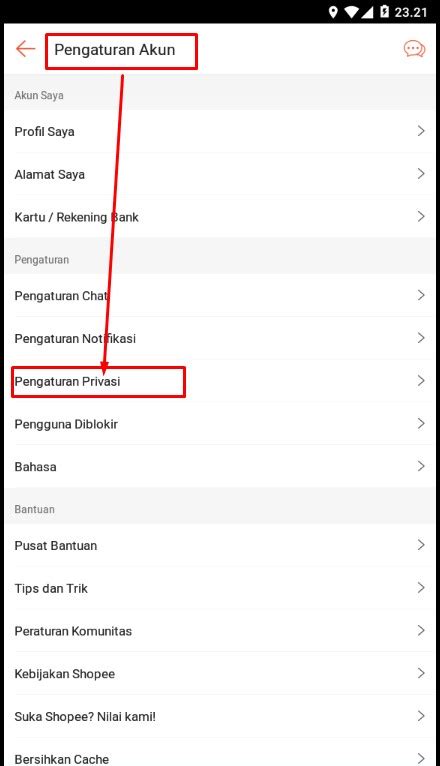 23.21
Pengaturan Akun
Akun Saya
Profil Saya
Alamat Saya
Kartu / Rekening Bank
Pengaturan
Pengaturan Chat
Pengaturan Notifikasi
Pengaturan Privasi
Pengguna Diblokir
Bahasa
Bantuan
Pusat Bantuan
Tips dan Trik
Peraturan Komunitas
Kebijakan Shopee
Suka Shopee? Nilai kami!
Bersihkan Cache